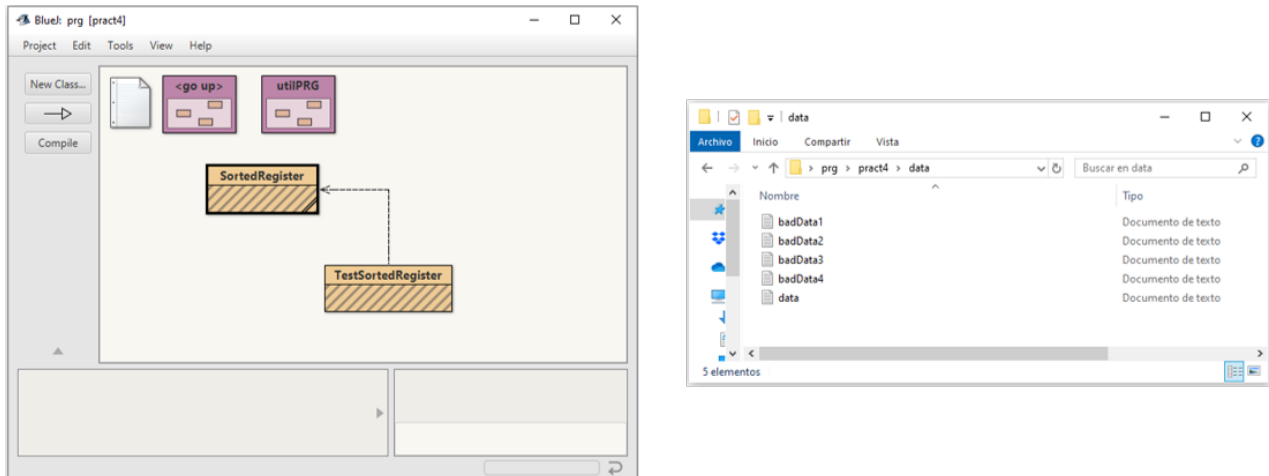 BlueJ: prg [pract4]
Project Edit Tools View Help
New Class...
Compile
<go up>
utilPRG
SortedRegister
TestSortedRegister
data
Archivo Inicio Compartir Vista
prg > pract4 > data
Buscar en data
Nombre Tipo
badData1 Documento de texto
badData2 Documento de texto
badData3 Documento de texto
badData4 Documento de texto
data Documento de texto
5 elementos